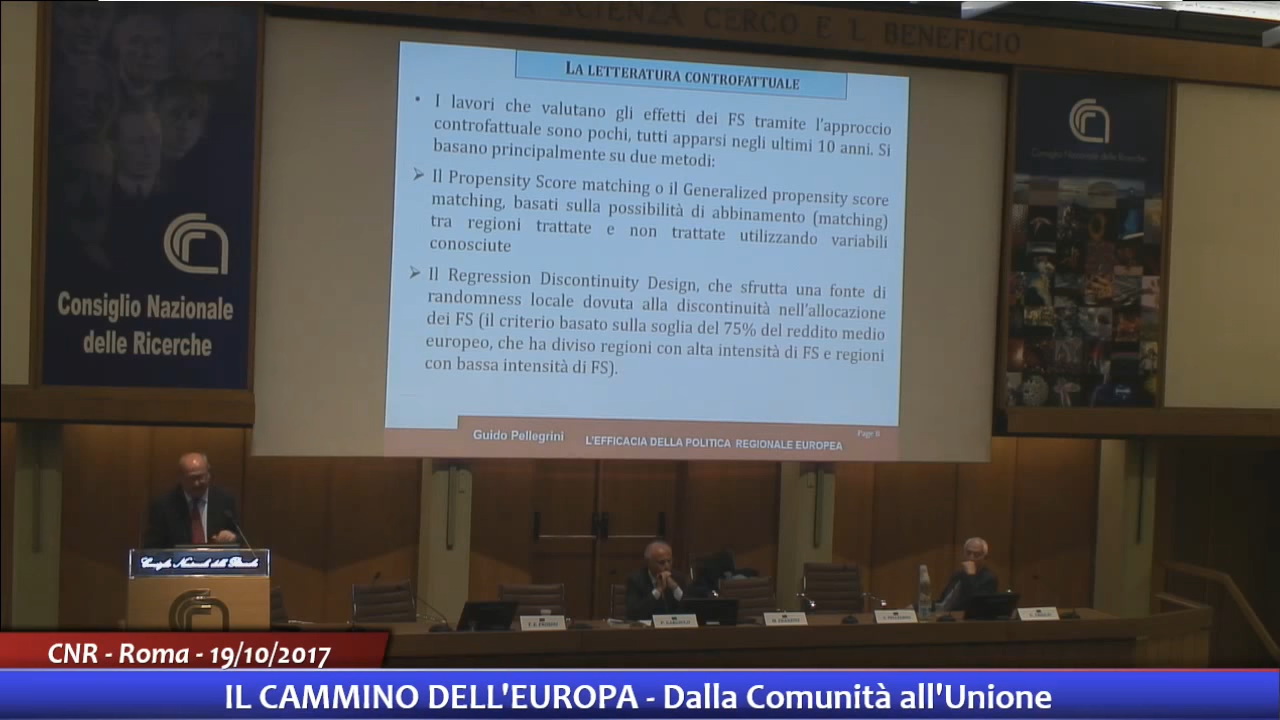 DELLA SCIENZA CERCO E L BENEFICIO
LA LETTERATURA CONTROFATTUALE
• I lavori che valutano gli effetti dei FS tramite l'approccio
controfattuale sono pochi, tutti apparsi negli ultimi 10 anni. Si
basano principalmente su due metodi:
➢ Il Propensity Score matching o il Generalized propensity score
matching, basati sulla possibilità di abbinamento (matching)
tra regioni trattate e non trattate utilizzando variabili
conosciute
➢ Il Regression Discontinuity Design, che sfrutta una fonte di
randomness locale dovuta alla discontinuità nell'allocazione
dei FS (il criterio basato sulla soglia del 75% del reddito medio
europeo, che ha diviso regioni con alta intensità di FS e regioni
con bassa intensità di FS).
Guido Pellegrini
L'EFFICACIA DELLA POLITICA REGIONALE EUROPEA
Page 8
Consiglio Nazionale
delle Ricerche
Consiglio Nazionale delle Ricerche
Consiglio Nazionale delle Ricerche
CNR - Roma - 19/10/2017
IL CAMMINO DELL'EUROPA - Dalla Comunità all'Unione